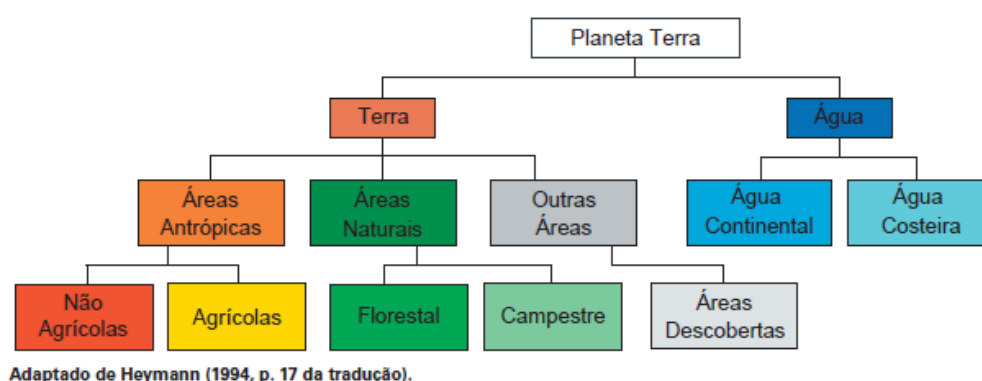 Planeta Terra
Terra
Água
Áreas
Antrópicas
Áreas
Naturais
Outras
Áreas
Água
Continental
Água
Costeira
Não
Agrícolas
Agrícolas
Florestal
Campestre
Áreas
Descobertas
Adaptado de Heymann (1994, p. 17 da tradução).